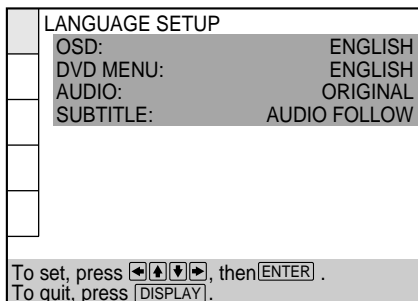 LANGUAGE SETUP
OSD: ENGLISH
DVD MENU: ENGLISH
AUDIO: ORIGINAL
SUBTITLE: AUDIO FOLLOW
To set, press ←↑↓→, then ENTER .
To quit, press DISPLAY.